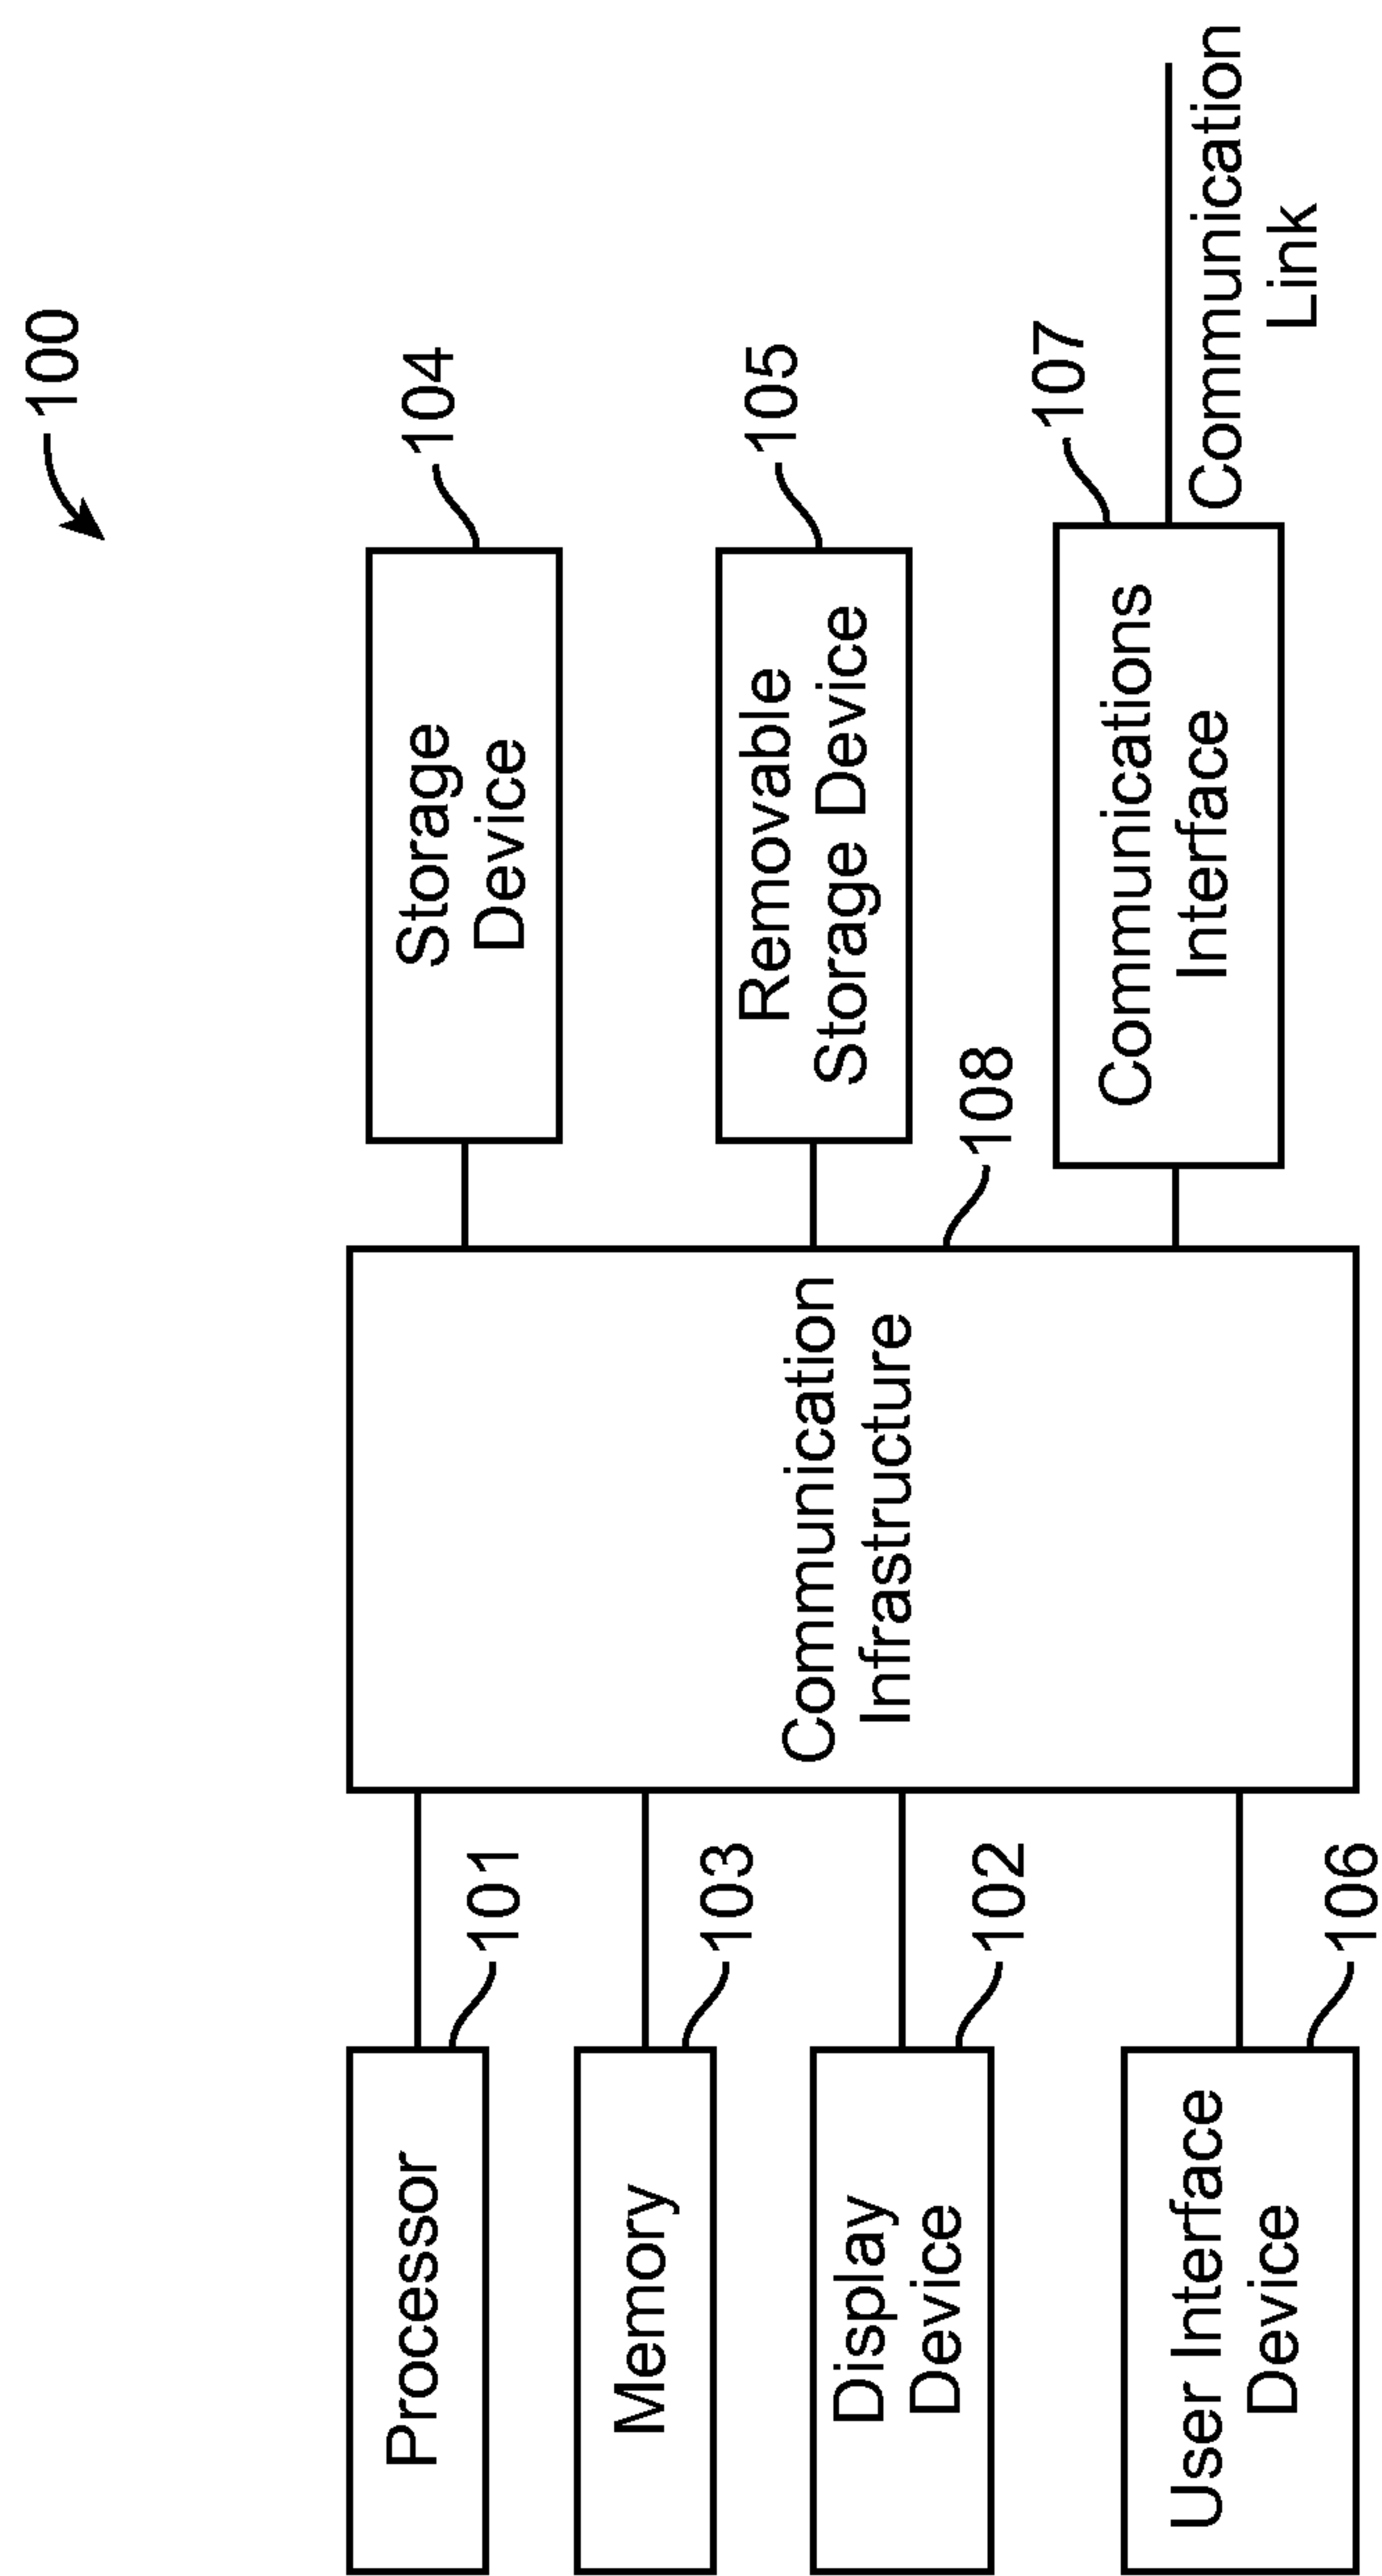 100
Processor
101
Memory
103
Display
Device
102
User Interface
Device
106
Communication
Infrastructure
108
Storage
Device
104
Removable
Storage Device
105
Communications
Interface
107
Communication
Link